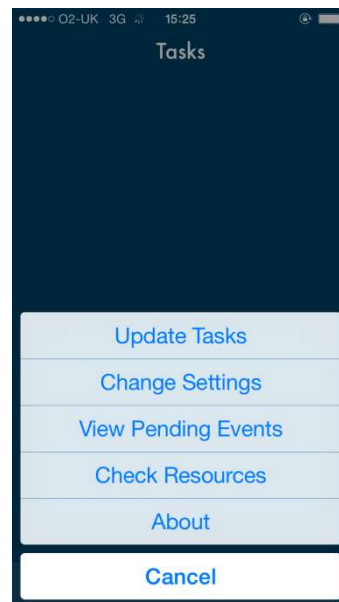 O2-UK 3G 15:25
Tasks
Update Tasks
Change Settings
View Pending Events
Check Resources
About
Cancel